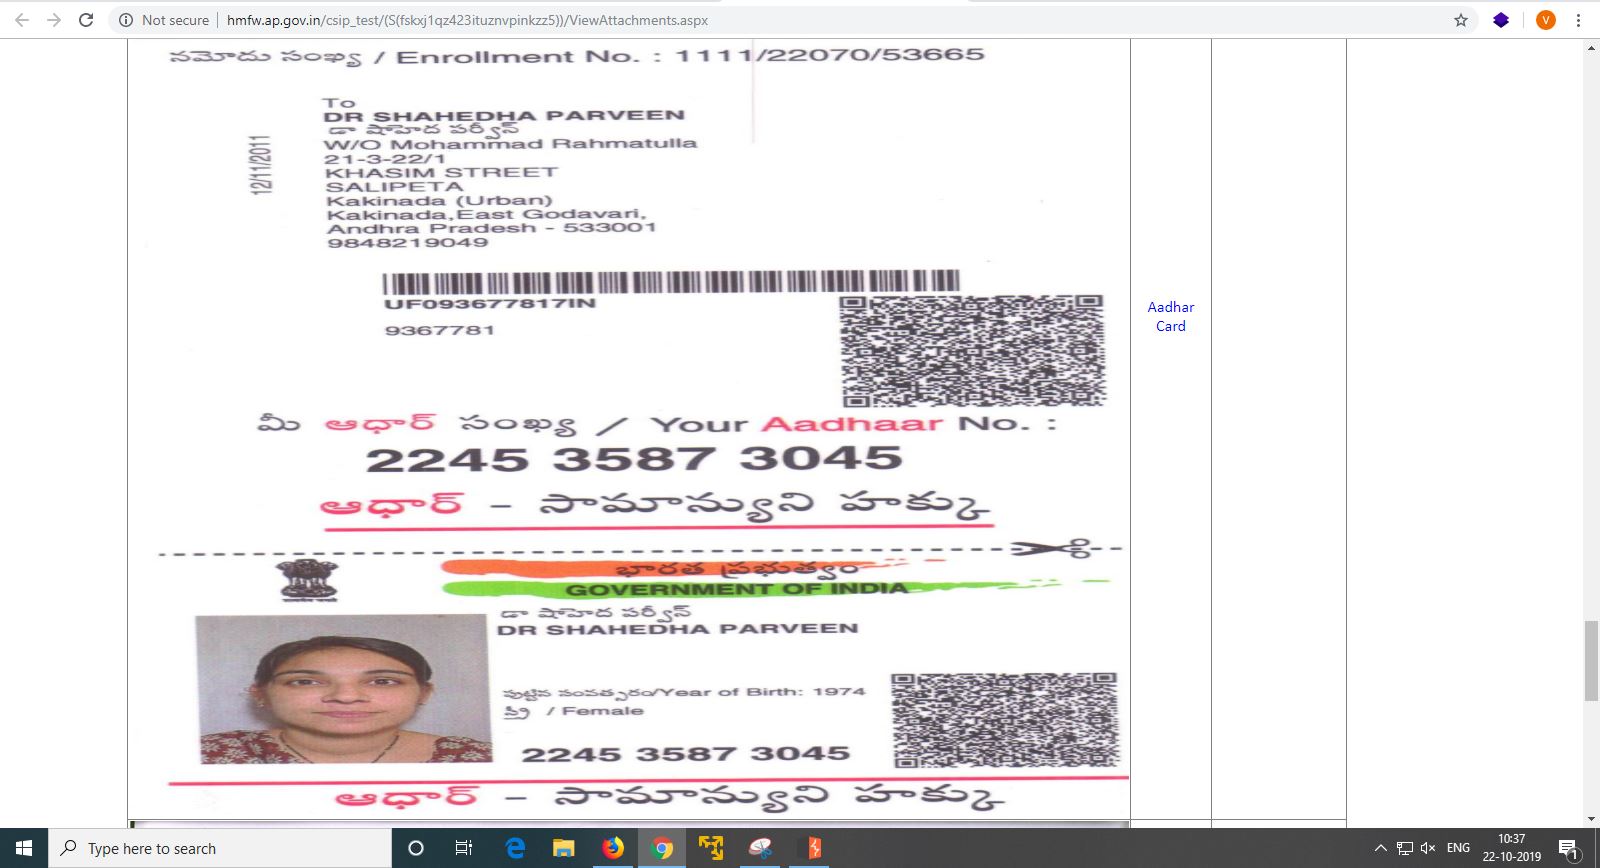 Not secure | hmfw.ap.gov.in/csip_test/(S(fskxj1qz423ituznvpinkzz5))/ViewAttachments.aspx
V
నమోదు సంఖ్య / Enrollment No. : 1111/22070/53665
To
DR SHAHEDHA PARVEEN
డా షాహెద పర్వీన్
W/O Mohammad Rahmatulla
21-3-22/1
KHASIM STREET
SALIPETA
Kakinada (Urban)
Kakinada,East Godavari,
Andhra Pradesh - 533001
9848219049
12/11/2011
UF093677817IN
9367781
మీ ఆధార్ సంఖ్య / Your Aadhaar No. :
2245 3587 3045
ఆధార్ - సామాన్యుని హక్కు
భారత ప్రభుత్వం
GOVERNMENT OF INDIA
డా షాహెద పర్వీన్
DR SHAHEDHA PARVEEN
పుట్టిన సంవత్సరం/Year of Birth: 1974
స్త్రీ / Female
2245 3587 3045
ఆధార్ - సామాన్యుని హక్కు
Aadhar
Card
Type here to search
ENG
10:37
22-10-2019
1